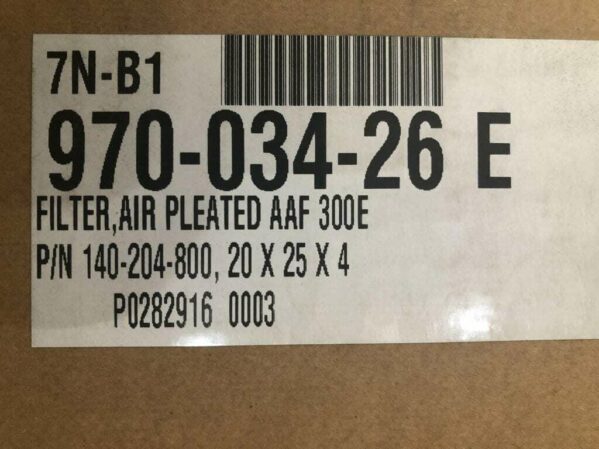 7N-B1
970-034-26 E
FILTER,AIR PLEATED AAF 300E
P/N 140-204-800, 20 X 25 X 4
P0282916 0003